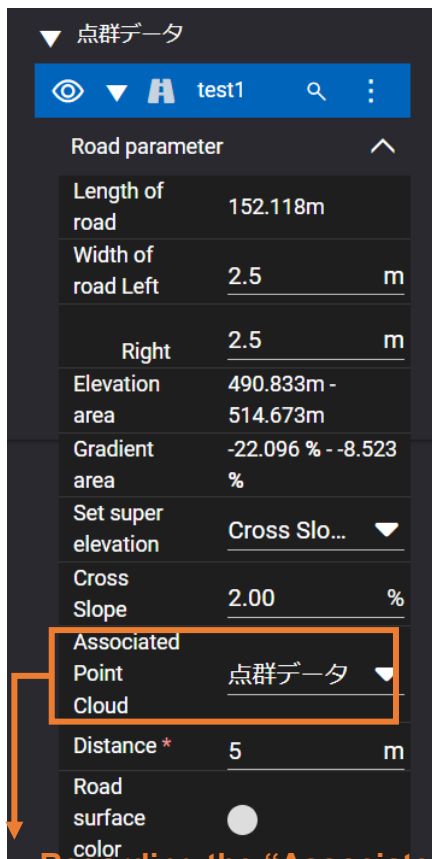 点群データ
test1
Road parameter
Length of
road
152.118m
Width of
road Left
2.5 m
Right
2.5 m
Elevation
area
490.833m -
514.673m
Gradient
area
-22.096 % - -8.523
%
Set super
elevation
Cross Slo...
Cross
Slope
2.00 %
Associated
Point
Cloud
点群データ
Distance *
5 m
Road
surface
color